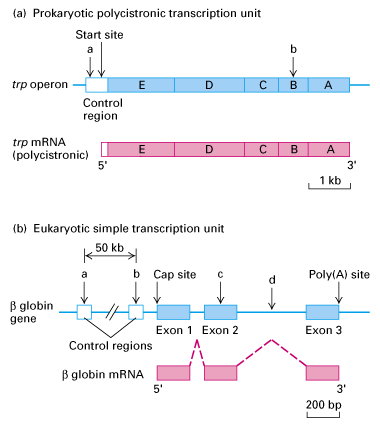 (a) Prokaryotic polycistronic transcription unit
Start site
a
b
trp operon
E D C B A
Control
region
trp mRNA
(polycistronic)
E D C B A
5' 3'
1 kb
(b) Eukaryotic simple transcription unit
50 kb
a b Cap site c d Poly(A) site
β globin
gene
Exon 1 Exon 2 Exon 3
Control regions
β globin mRNA
5' 3'
200 bp